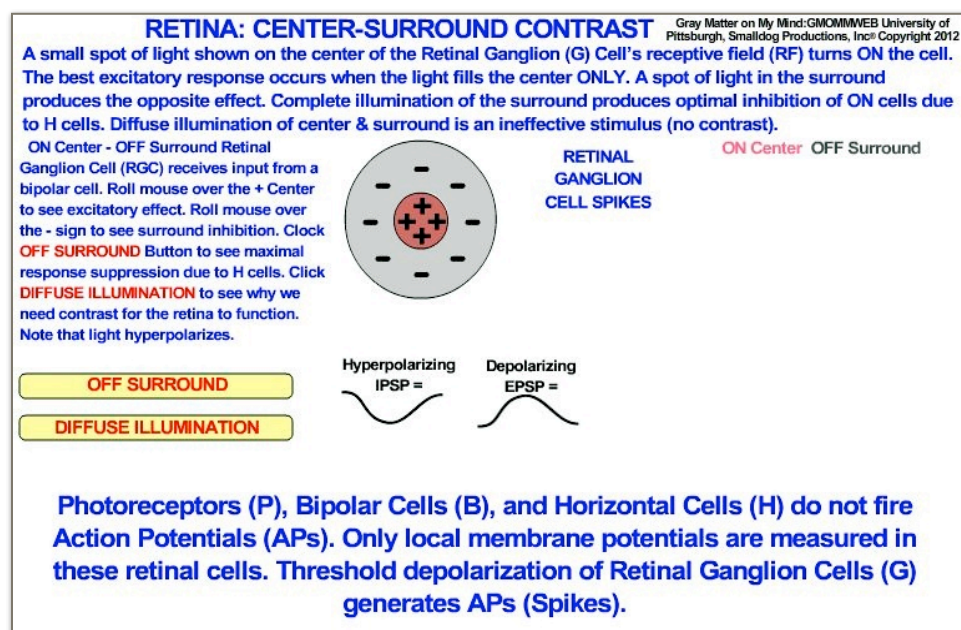 RETINA: CENTER-SURROUND CONTRAST
Gray Matter on My Mind:GMOMMWEB University of
Pittsburgh, Smalldog Productions, Inc® Copyright 2012
A small spot of light shown on the center of the Retinal Ganglion (G) Cell's receptive field (RF) turns ON the cell.
The best excitatory response occurs when the light fills the center ONLY. A spot of light in the surround
produces the opposite effect. Complete illumination of the surround produces optimal inhibition of ON cells due
to H cells. Diffuse illumination of center & surround is an ineffective stimulus (no contrast).
ON Center - OFF Surround Retinal
Ganglion Cell (RGC) receives input from a
bipolar cell. Roll mouse over the + Center
to see excitatory effect. Roll mouse over
the - sign to see surround inhibition. Clock
OFF SURROUND Button to see maximal
response suppression due to H cells. Click
DIFFUSE ILLUMINATION to see why we
need contrast for the retina to function.
Note that light hyperpolarizes.
RETINAL
GANGLION
CELL SPIKES
ON Center OFF Surround
OFF SURROUND
DIFFUSE ILLUMINATION
Hyperpolarizing
IPSP =
Depolarizing
EPSP =
Photoreceptors (P), Bipolar Cells (B), and Horizontal Cells (H) do not fire
Action Potentials (APs). Only local membrane potentials are measured in
these retinal cells. Threshold depolarization of Retinal Ganglion Cells (G)
generates APs (Spikes).